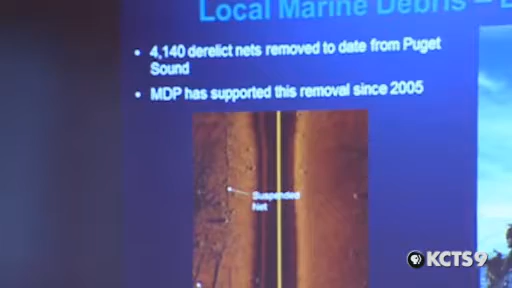 Local Marine Debris –
• 4,140 derelict nets removed to date from Puget
Sound
• MDP has supported this removal since 2005
Suspended
Net
KCTS9